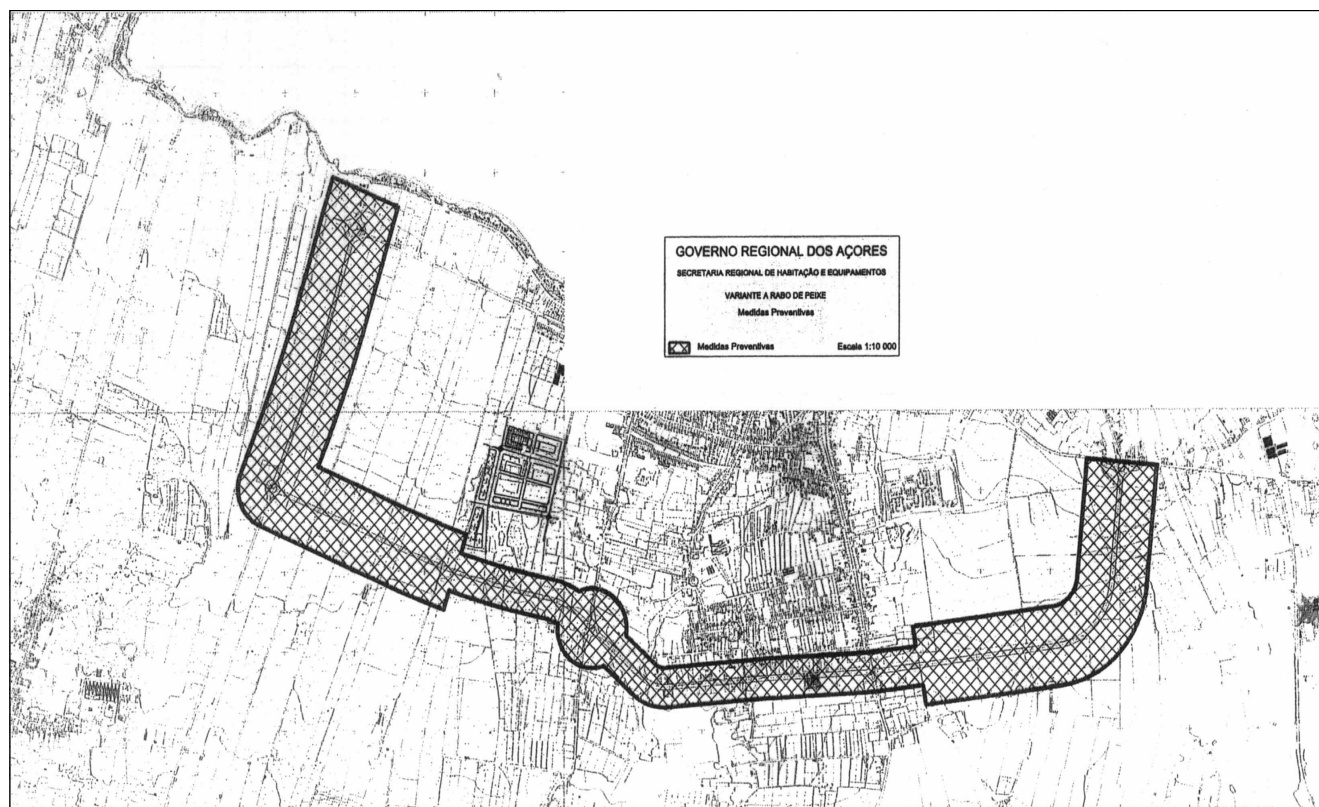 GOVERNO REGIONAL DOS AÇORES
SECRETARIA REGIONAL DE HABITAÇÃO E EQUIPAMENTOS
VARIANTE A RABO DE PEIXE
Medidas Preventivas
Medidas Preventivas Escala 1:10 000